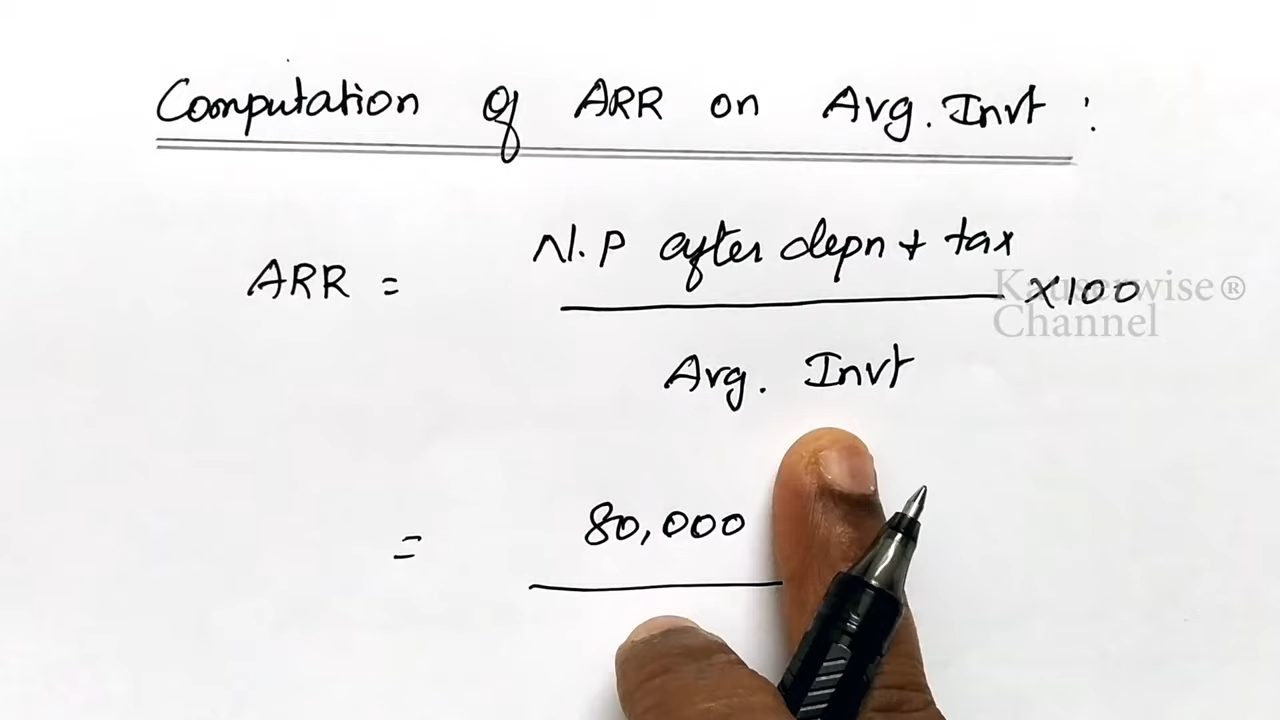 Computation of ARR on Avg. Invt :
ARR = N.P after depn & tax
Avg. Invt
×100
Kauserwise®
Channel
= 80,000